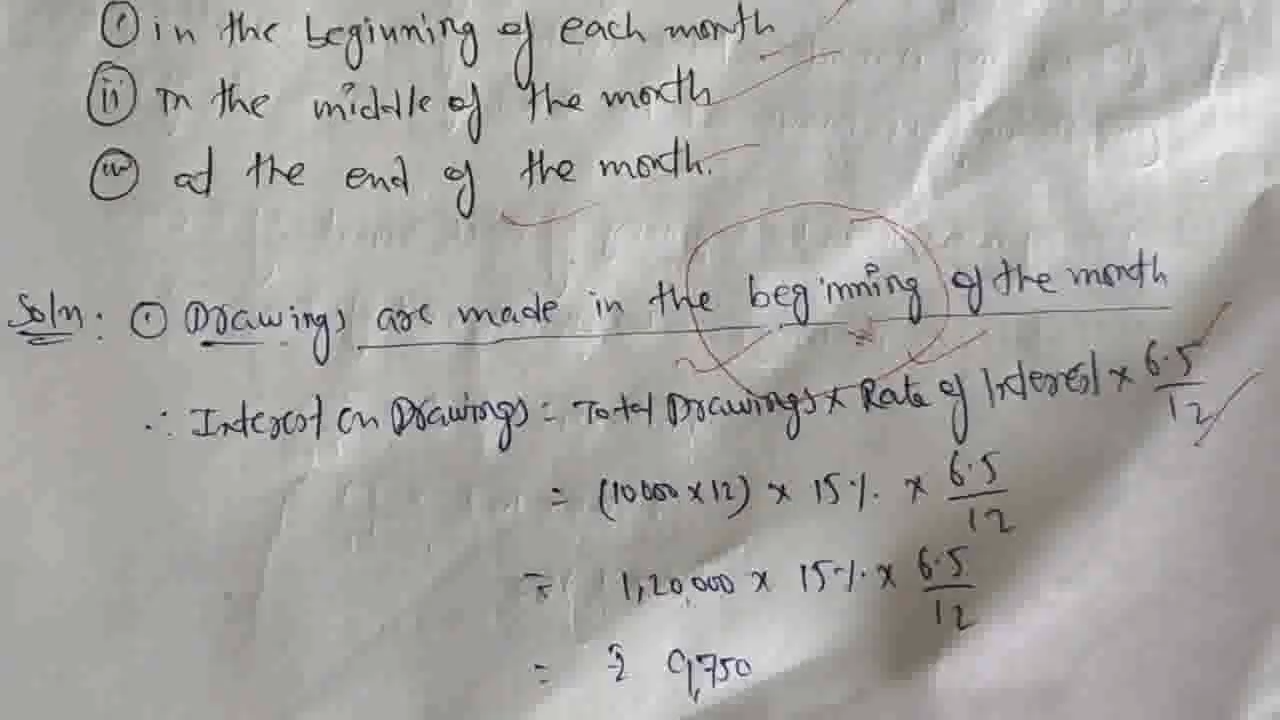 (i) in the beginning of each month
(ii) in the middle of the month
(iii) at the end of the month.
Soln: (i) Drawings are made in the beginning of the month
∴ Interest on Drawings = Total Drawings x Rate of Interest x 6.5/12
= (10000 x 12) x 15% x 6.5/12
= 1,20,000 x 15% x 6.5/12
= ₹ 9,750